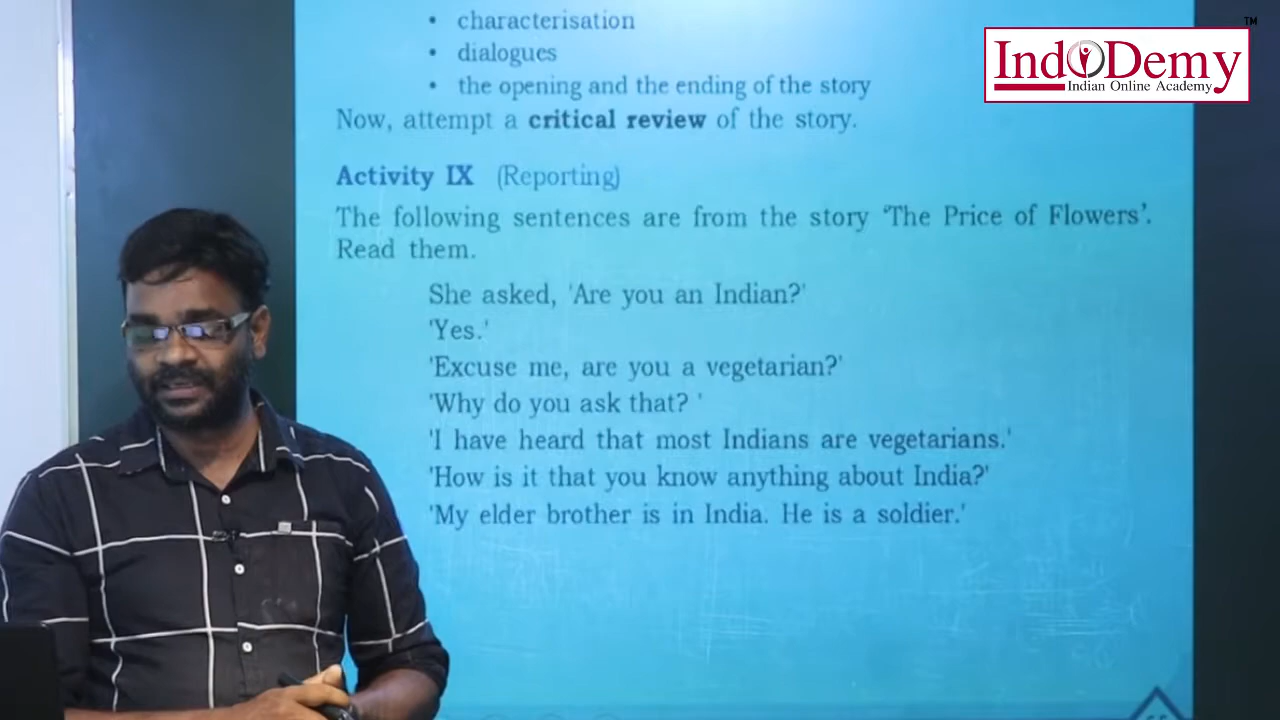 • characterisation
• dialogues
• the opening and the ending of the story
Now, attempt a critical review of the story.
Activity IX (Reporting)
The following sentences are from the story 'The Price of Flowers'.
Read them.
She asked, 'Are you an Indian?'
'Yes.'
'Excuse me, are you a vegetarian?'
'Why do you ask that? '
'I have heard that most Indians are vegetarians.'
'How is it that you know anything about India?'
'My elder brother is in India. He is a soldier.'
TM
IndoDemy
Indian Online Academy